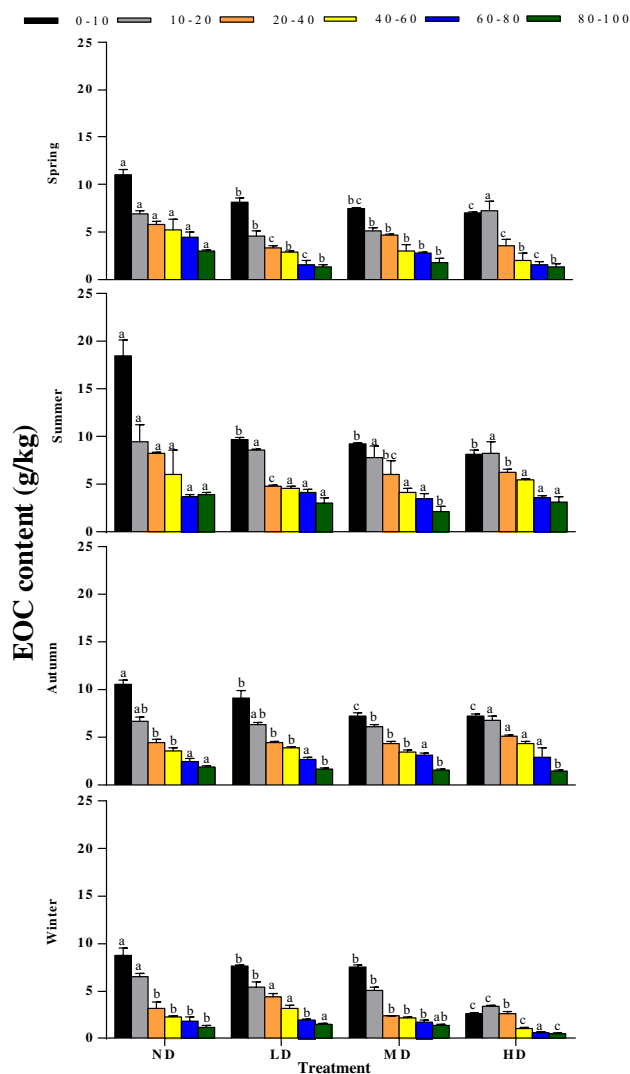 0-10 10-20 20-40 40-60 60-80 80-100
EOC content (g/kg)
Spring
25
20
15
10
5
0
a a a a a a
b b c b c b
bc b b b b b
c a c b c b
Summer
25
20
15
10
5
0
a a a a a a
b a c a a a
b a bc a a b
b a b a a a
Autumn
25
20
15
10
5
0
a ab b b a a
b ab b b a b
c b b b a b
c a a a a b
Winter
25
20
15
10
5
0
a a b b b b
b b a a b a
b b b b b ab
b c b c a c
ND LD MD HD
Treatment